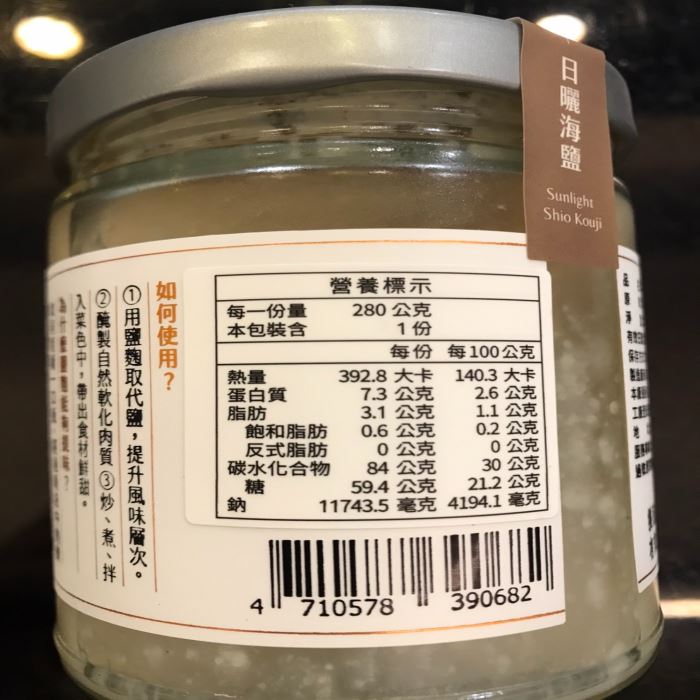 日曬海鹽
Sunlight
Shio Kouji
如何使用？
①用鹽麴取代鹽，提升風味層次。
②醃製自然軟化肉質③炒、煮、拌
入菜色中，帶出食材鮮甜。
營養標示
每一份量 280 公克
本包裝含 1 份
每份 每100公克
熱量 392.8 大卡 140.3 大卡
蛋白質 7.3 公克 2.6 公克
脂肪 3.1 公克 1.1 公克
飽和脂肪 0.6 公克 0.2 公克
反式脂肪 0 公克 0 公克
碳水化合物 84 公克 30 公克
糖 59.4 公克 21.2 公克
鈉 11743.5 毫克 4194.1 毫克
4 710578 390682